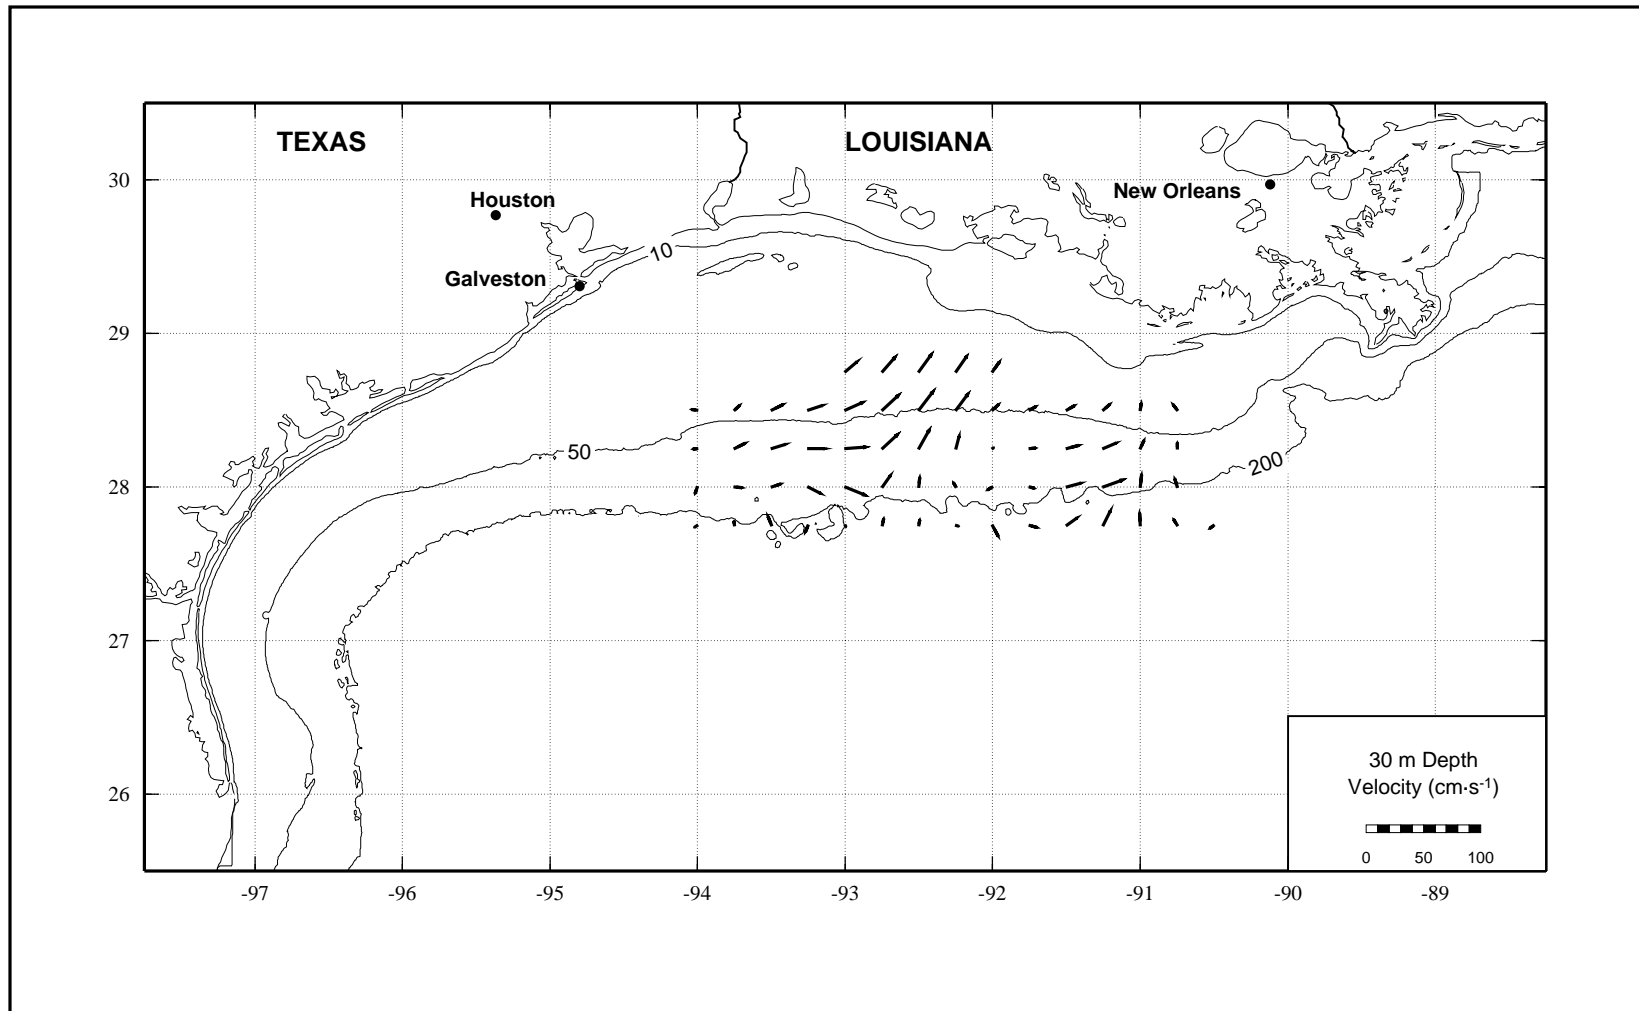 TEXAS
LOUISIANA
30
New Orleans
Houston
10
Galveston
29
50
200
28
27
26
30 m Depth
Velocity (cm·s-1)
0 50 100
-97 -96 -95 -94 -93 -92 -91 -90 -89